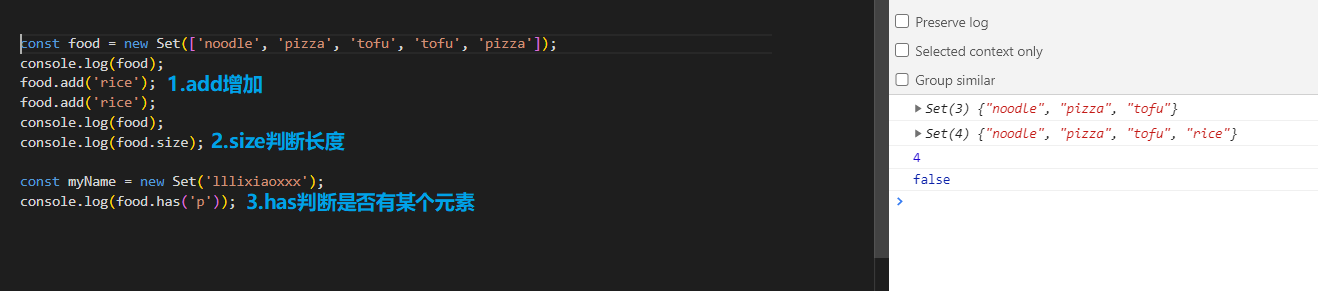 const food = new Set(['noodle', 'pizza', 'tofu', 'tofu', 'pizza']);
console.log(food);
food.add('rice'); 1.add增加
food.add('rice');
console.log(food);
console.log(food.size); 2.size判断长度
const myName = new Set('lllixiaoxxx');
console.log(food.has('p')); 3.has判断是否有某个元素
Preserve log
Selected context only
Group similar
Set(3) {"noodle", "pizza", "tofu"}
Set(4) {"noodle", "pizza", "tofu", "rice"}
4
false